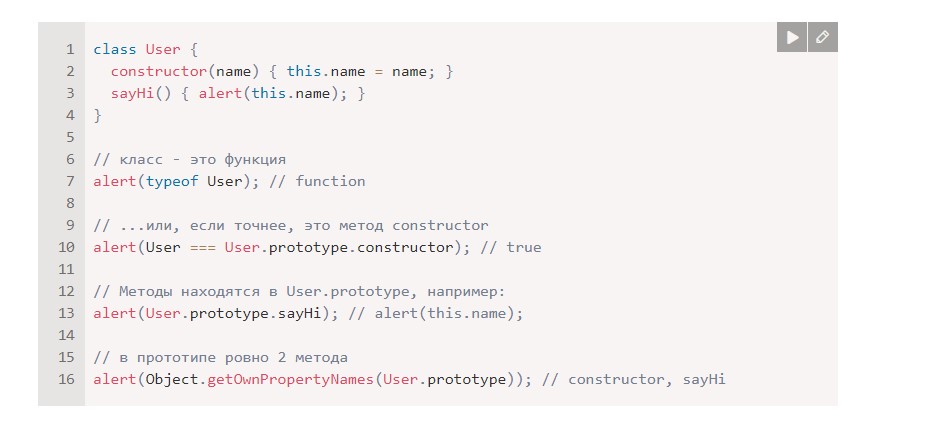 1 class User {
2   constructor(name) { this.name = name; }
3   sayHi() { alert(this.name); }
4 }
5
6 // класс - это функция
7 alert(typeof User); // function
8
9 // ...или, если точнее, это метод constructor
10 alert(User === User.prototype.constructor); // true
11
12 // Методы находятся в User.prototype, например:
13 alert(User.prototype.sayHi); // alert(this.name);
14
15 // в прототипе ровно 2 метода
16 alert(Object.getOwnPropertyNames(User.prototype)); // constructor, sayHi